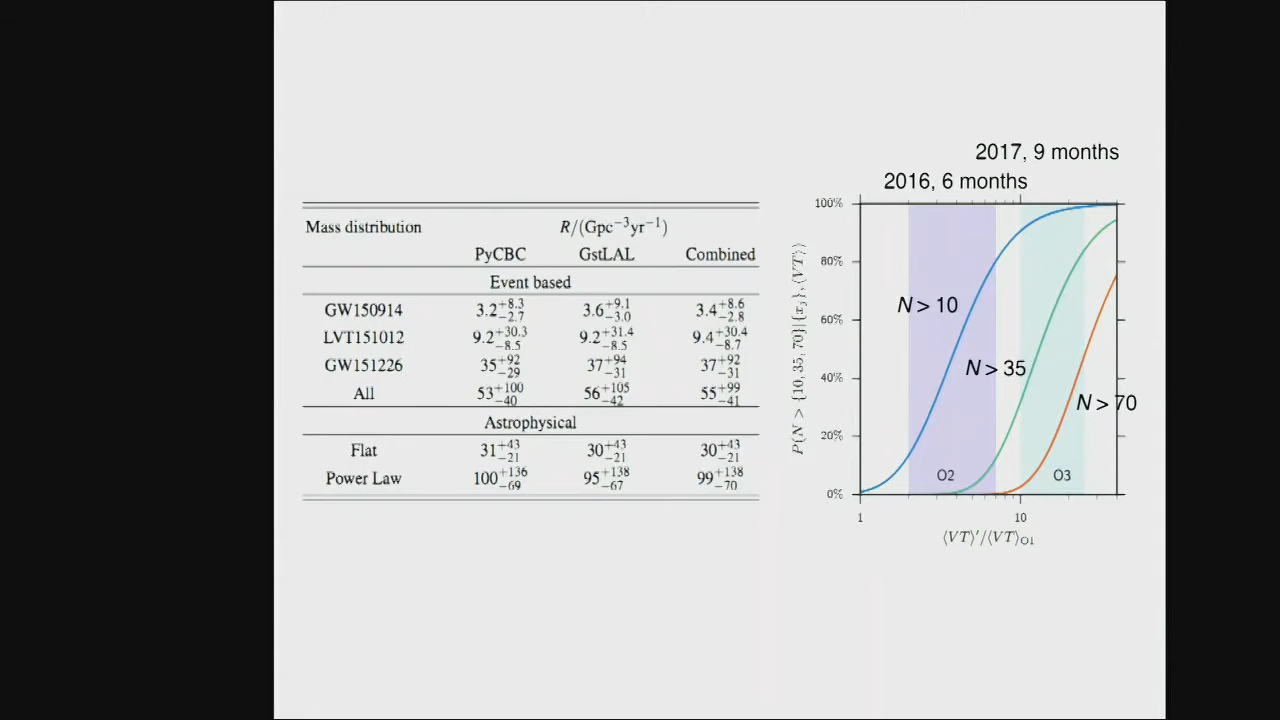 2017, 9 months
2016, 6 months
Mass distribution R/(Gpc⁻³yr⁻¹)
PyCBC GstLAL Combined
Event based
GW150914 3.2+8.3−2.7 3.6+9.1−3.0 3.4+8.6−2.8
LVT151012 9.2+30.3−8.5 9.2+31.4−8.5 9.4+30.4−8.7
GW151226 35+92−29 37+94−31 37+92−31
All 53+100−40 56+105−42 55+99−41
Astrophysical
Flat 31+43−21 30+43−21 30+43−21
Power Law 100+136−69 95+138−67 99+138−70
P(N > {10, 35, 70}|{x_j}, ⟨VT⟩)
100%
80%
60%
40%
20%
0%
N > 10
N > 35
N > 70
O2 O3
1 10
⟨VT⟩′/⟨VT⟩O1